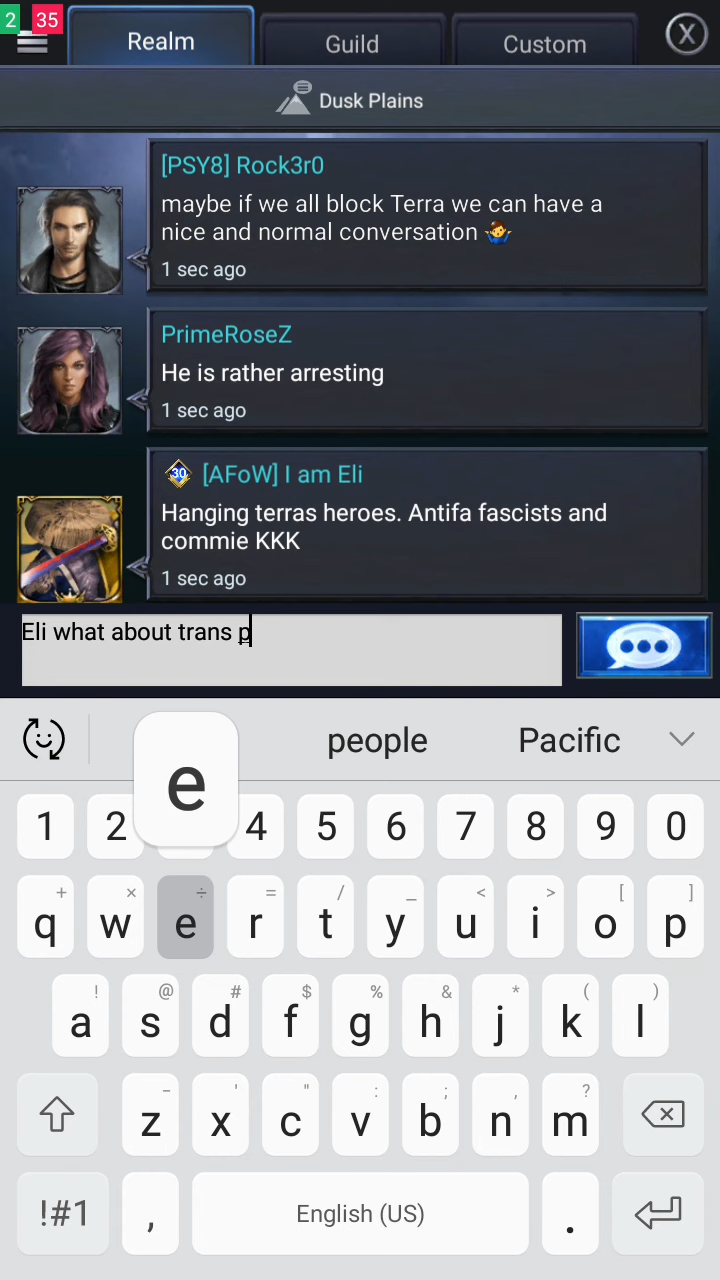 2 35
Realm
Guild
Custom
X
Dusk Plains
[PSY8] Rock3r0
maybe if we all block Terra we can have a
nice and normal conversation 🤷‍♂️
1 sec ago
PrimeRoseZ
He is rather arresting
1 sec ago
30 [AFoW] I am Eli
Hanging terras heroes. Antifa fascists and
commie KKK
1 sec ago
Eli what about trans p
people Pacific
e
1 2 4 5 6 7 8 9 0
+ × ÷ = / _ < > [ ]
q w e r t y u i o p
! @ # $ % & * ( )
a s d f g h j k l
- ' " : ; , ?
z x c v b n m
!#1 , English (US) .